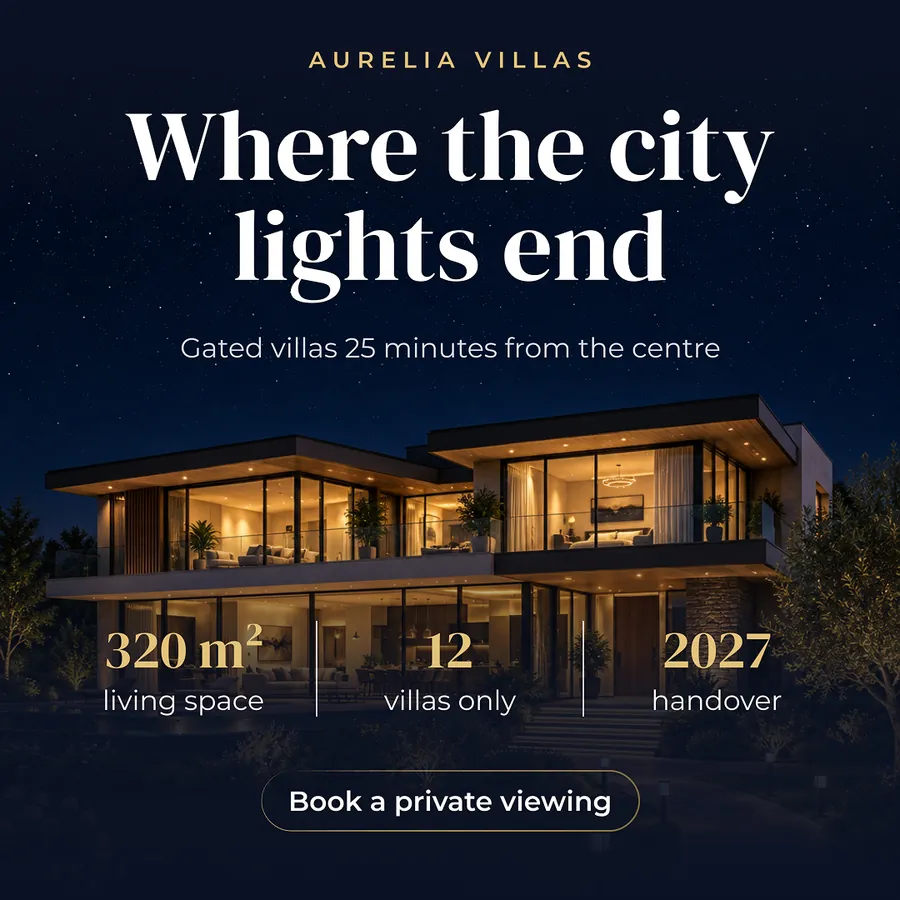 AURELIA VILLAS
Where the city
lights end
Gated villas 25 minutes from the centre
320 m²
living space
12
villas only
2027
handover
Book a private viewing